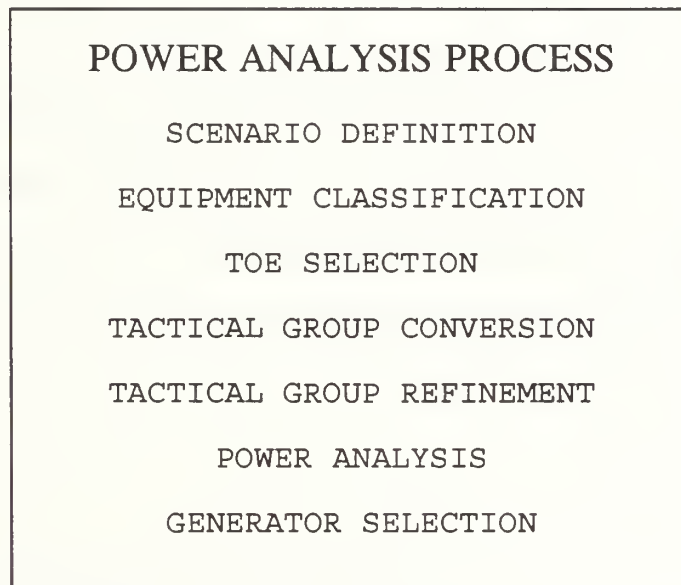 POWER ANALYSIS PROCESS
SCENARIO DEFINITION
EQUIPMENT CLASSIFICATION
TOE SELECTION
TACTICAL GROUP CONVERSION
TACTICAL GROUP REFINEMENT
POWER ANALYSIS
GENERATOR SELECTION